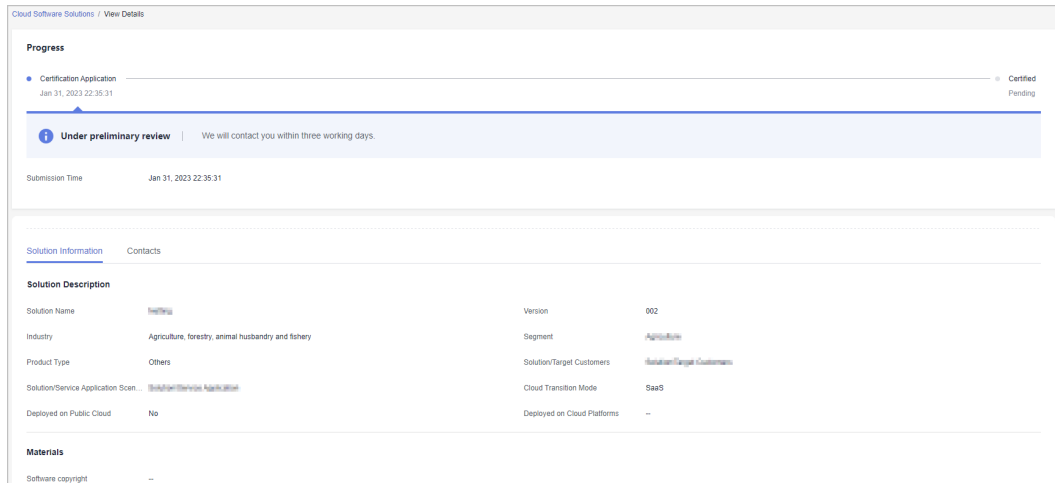 Cloud Software Solutions / View Details
Progress
Certification Application
Certified
Jan 31, 2023 22:35:31
Pending
Under preliminary review | We will contact you within three working days.
Submission Time Jan 31, 2023 22:35:31
Solution Information Contacts
Solution Description
Solution Name Version 002
Industry Agriculture, forestry, animal husbandry and fishery Segment
Product Type Others Solution/Target Customers
Solution/Service Application Scen... Cloud Transition Mode SaaS
Deployed on Public Cloud No Deployed on Cloud Platforms --
Materials
Software copyright --